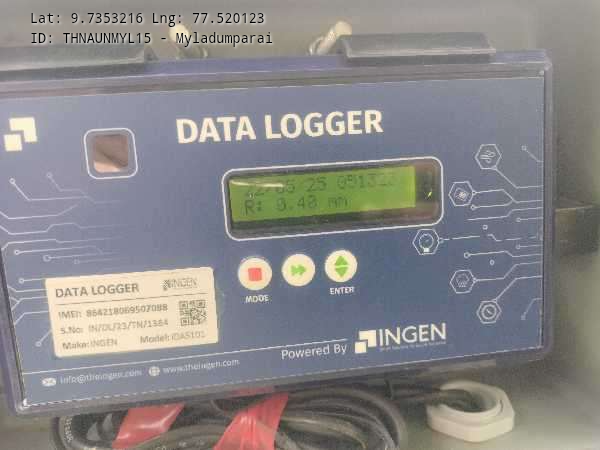 Lat: 9.7353216 Lng: 77.520123
ID: THNAUNMYL15 - Myladumparai
DATA LOGGER
R: 0.40 mm
MODE
ENTER
DATA LOGGER
INGEN
IMEI: 864218069507088
S.No: IN/DL/23/TN/1364
Make: INGEN
Model: IDAS101
Powered By INGEN
info@theingen.com
www.theingen.com